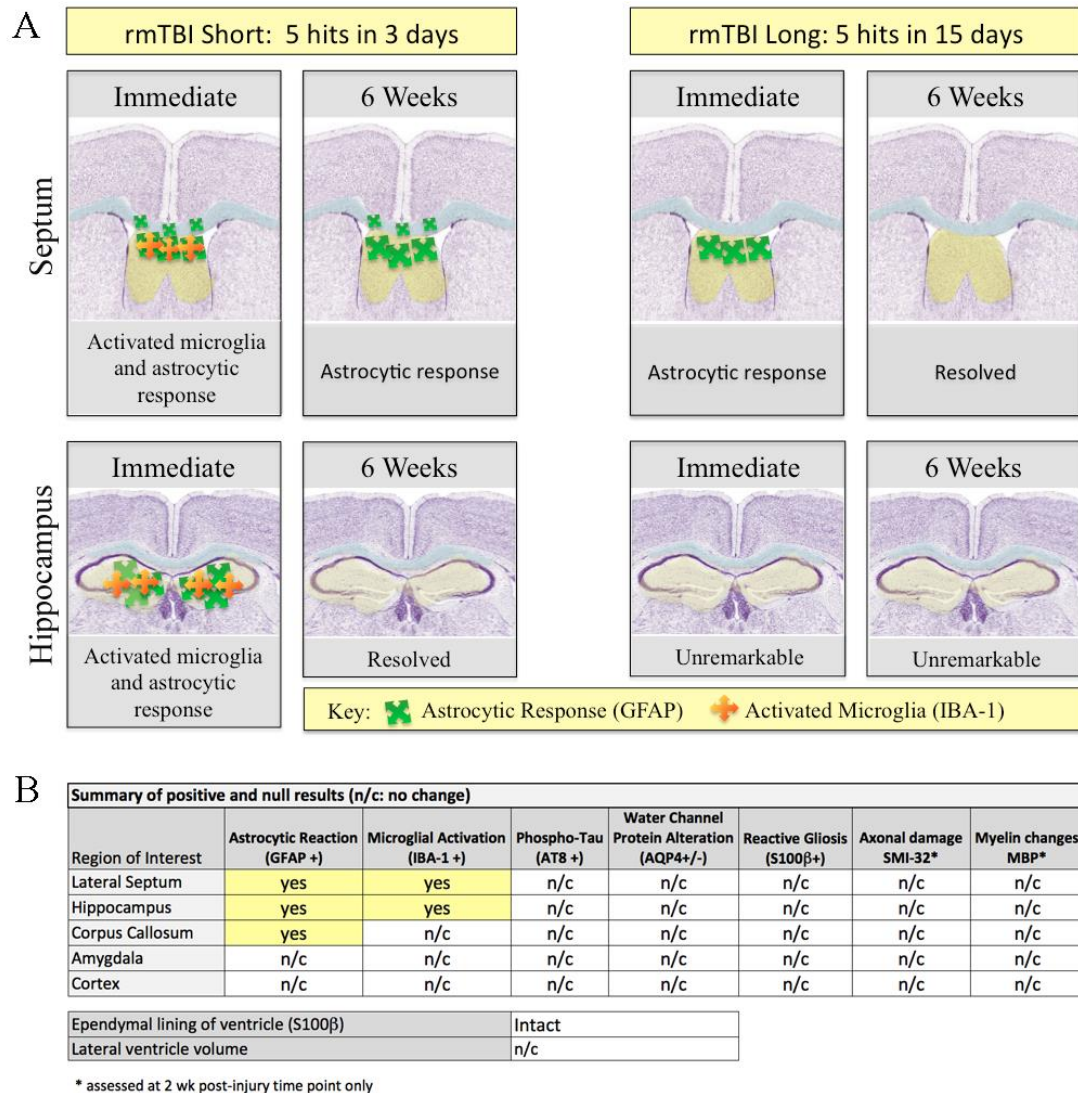 A
rmTBI Short: 5 hits in 3 days
rmTBI Long: 5 hits in 15 days
Septum
Immediate
6 Weeks
Immediate
6 Weeks
Activated microglia
and astrocytic
response
Astrocytic response
Astrocytic response
Resolved
Hippocampus
Immediate
6 Weeks
Immediate
6 Weeks
Activated microglia
and astrocytic
response
Resolved
Unremarkable
Unremarkable
Key: Astrocytic Response (GFAP) Activated Microglia (IBA-1)
B
Summary of positive and null results (n/c: no change)
Region of Interest
Astrocytic Reaction
(GFAP +)
Microglial Activation
(IBA-1 +)
Phospho-Tau
(AT8 +)
Water Channel
Protein Alteration
(AQP4+/-)
Reactive Gliosis
(S100β+)
Axonal damage
SMI-32*
Myelin changes
MBP*
Lateral Septum yes yes n/c n/c n/c n/c n/c
Hippocampus yes yes n/c n/c n/c n/c n/c
Corpus Callosum yes n/c n/c n/c n/c n/c n/c
Amygdala n/c n/c n/c n/c n/c n/c n/c
Cortex n/c n/c n/c n/c n/c n/c n/c
Ependymal lining of ventricle (S100β) Intact
Lateral ventricle volume n/c
* assessed at 2 wk post-injury time point only